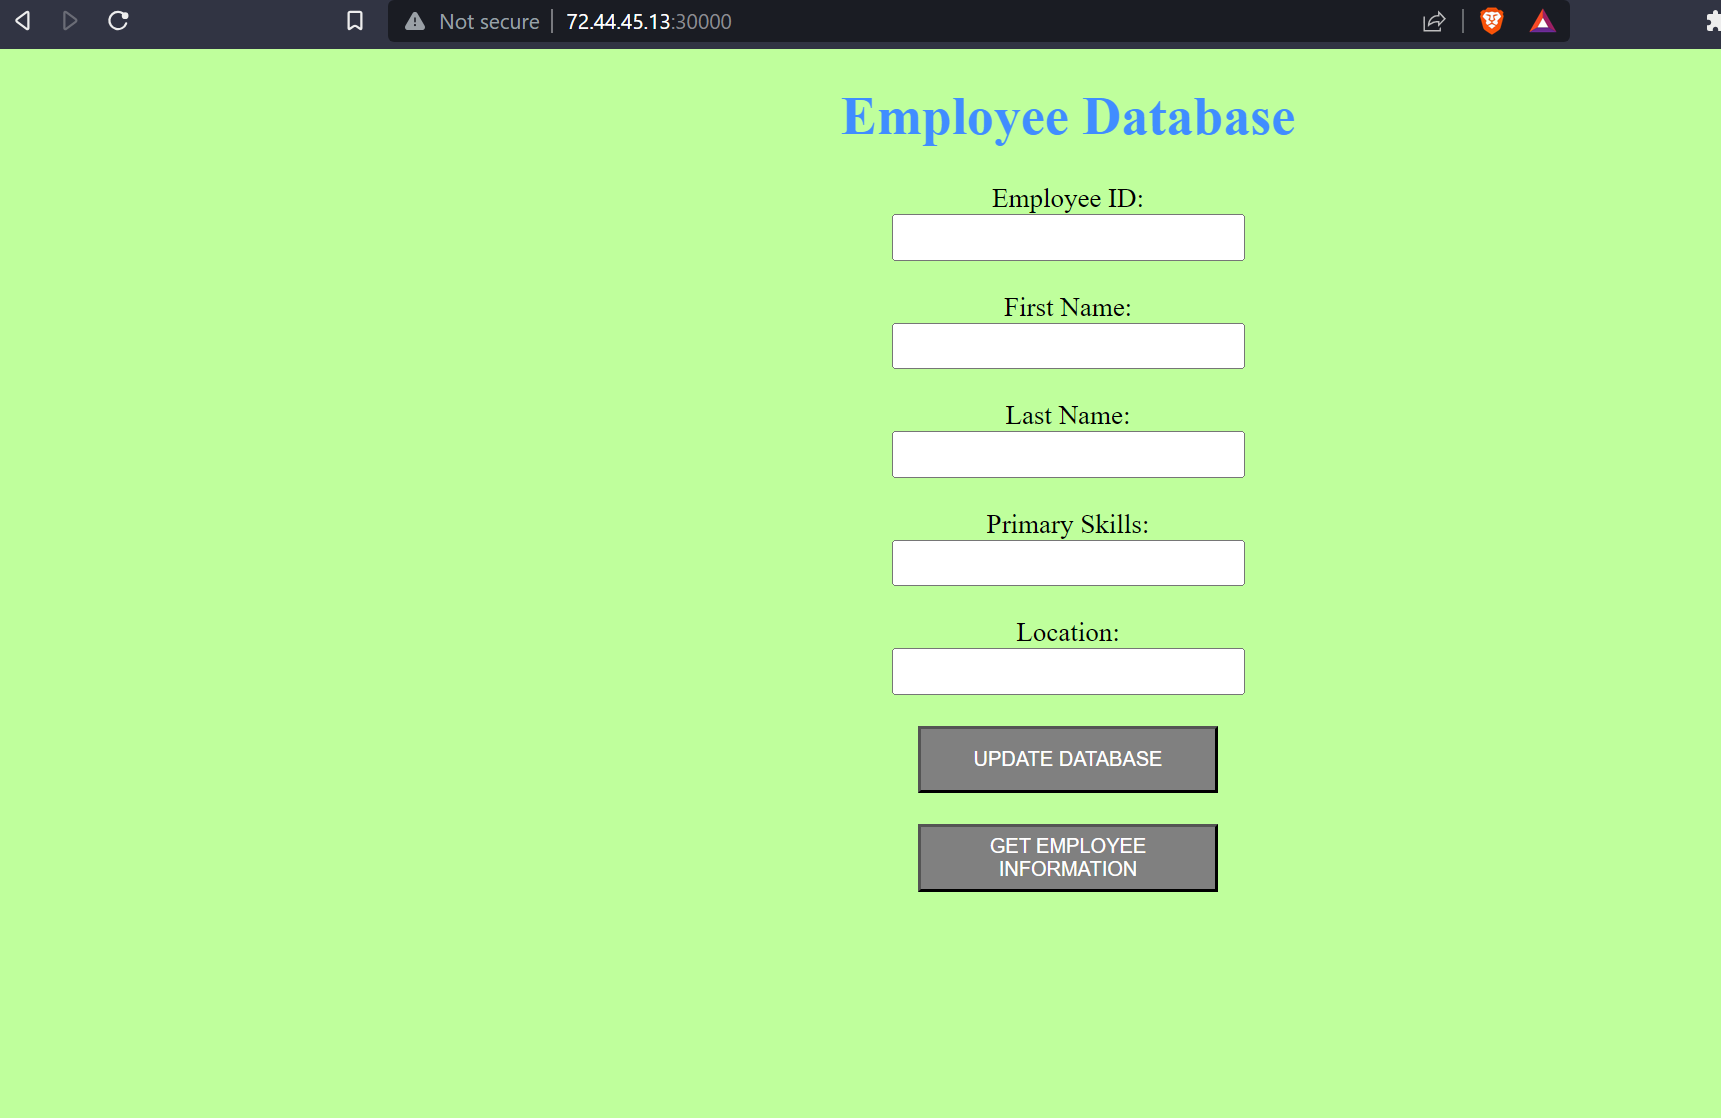 Not secure 72.44.45.13:30000
Employee Database
Employee ID:
First Name:
Last Name:
Primary Skills:
Location:
UPDATE DATABASE
GET EMPLOYEE
INFORMATION